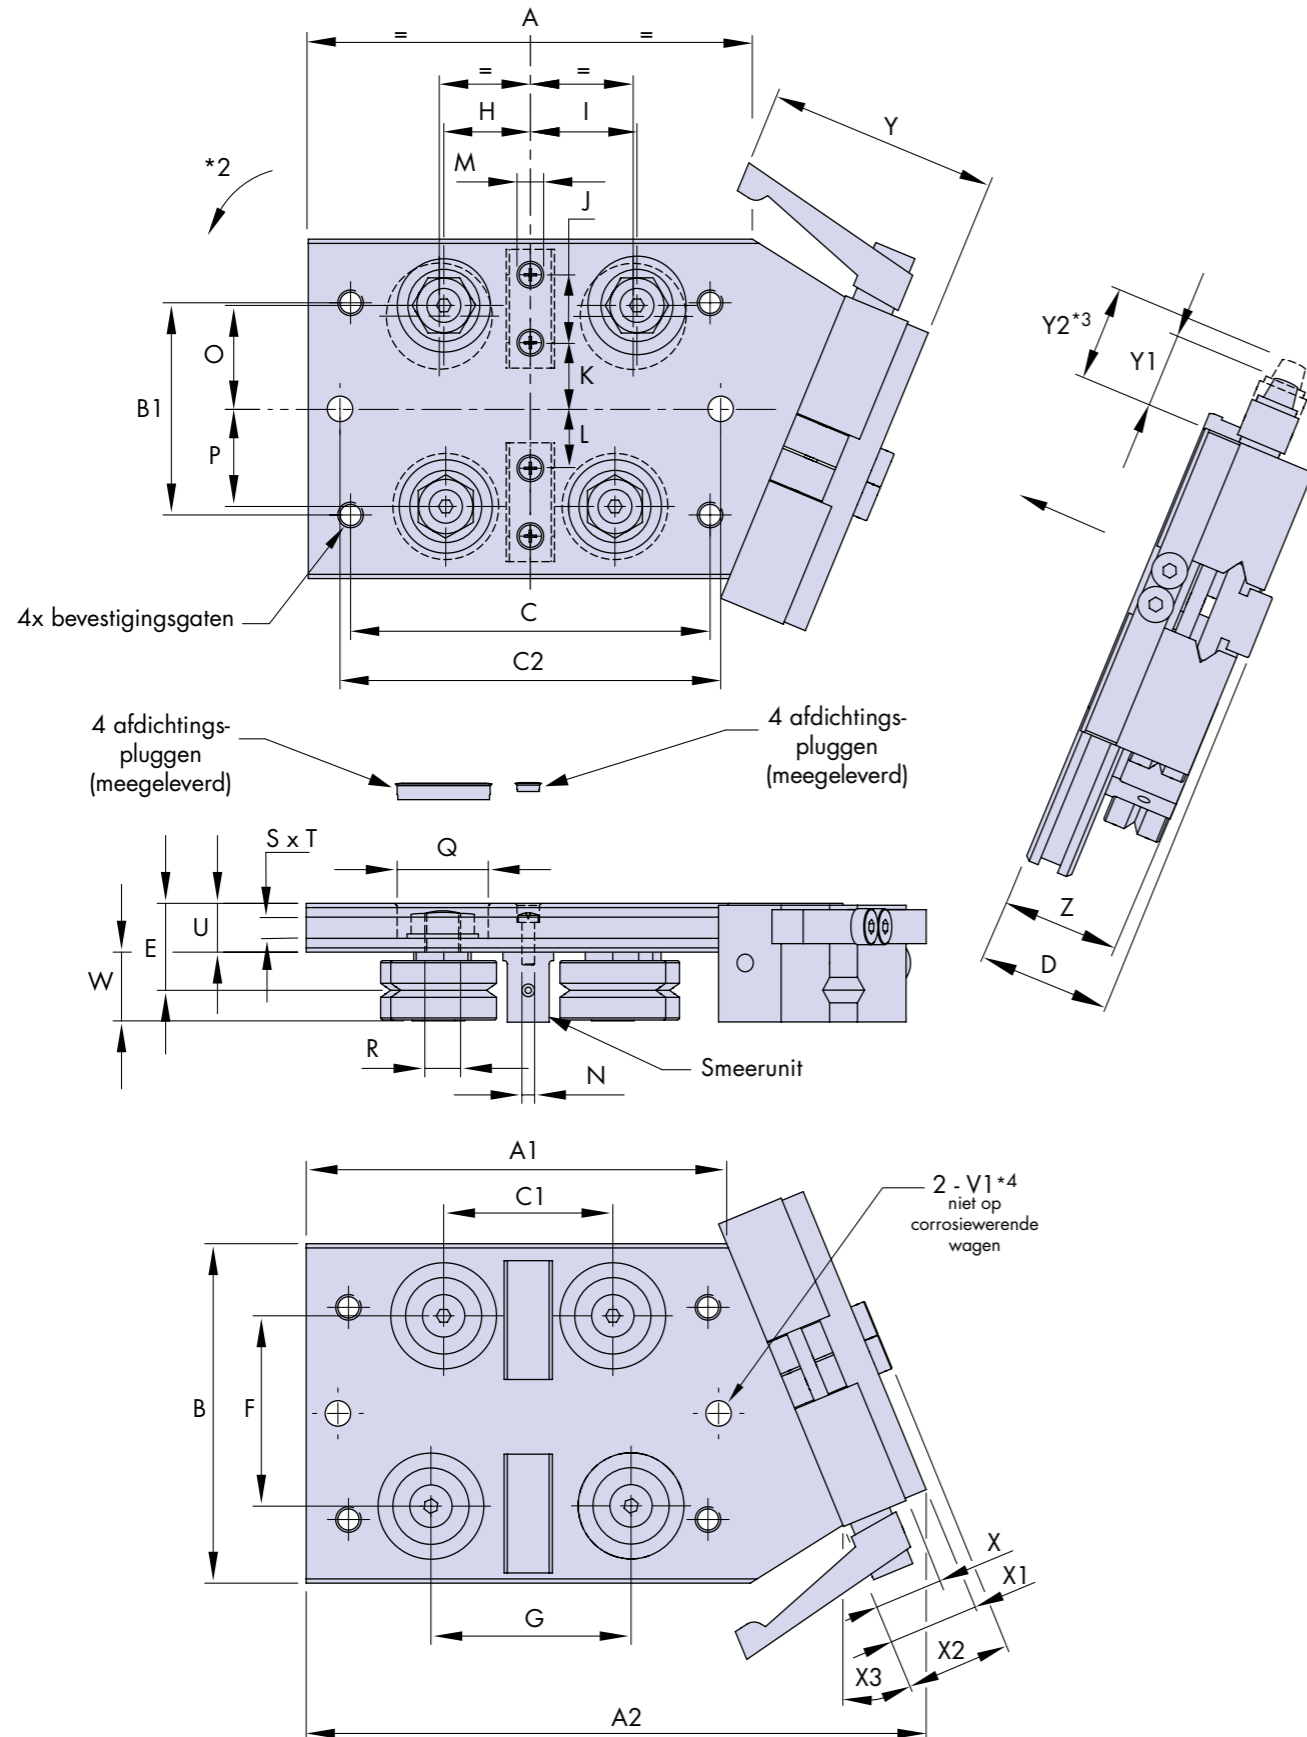 A
= =
= =
H I
M J
Y
*2
Y2*3
Y1
O
K
B1
P L
4x bevestigingsgaten
C
C2
4 afdichtings-
pluggen
(meegeleverd)
4 afdichtings-
pluggen
(meegeleverd)
S x T
Q
U
E
W
Z
D
R
N
Smeerunit
A1
C1
2 - V1*4
niet op
corrosiewerende
wagen
B
F
G
X
X1
X2
X3
A2